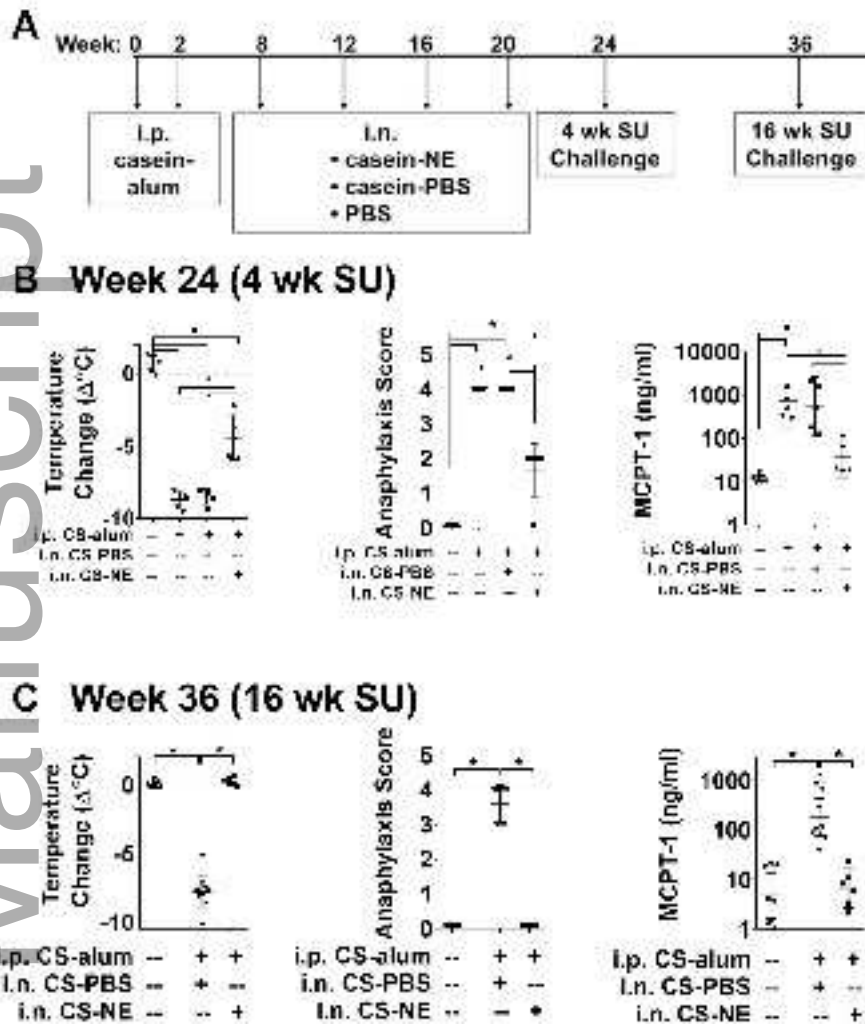 A
Week: 0 2 8 12 16 20 24 36
i.p.
casein-
alum
i.n.
• casein-NE
• casein-PBS
• PBS
4 wk SU
Challenge
16 wk SU
Challenge
B Week 24 (4 wk SU)
Temperature
Change (Δ°C)
0
-5
-10
i.p. CS-alum -- -- + +
i.n. CS-PBS -- -- -- --
i.n. CS-NE -- -- -- +
Anaphylaxis Score
5
4
3
2
1
0
i.p. CS-alum -- + + +
i.n. CS-PBS -- -- + --
i.n. CS-NE -- -- -- +
MCPT-1 (ng/ml)
10000
1000
100
10
1
i.p. CS-alum -- -- + +
i.n. CS-PBS -- -- + --
i.n. CS-NE -- -- -- +
C Week 36 (16 wk SU)
Temperature
Change (Δ°C)
0
-5
-10
i.p. CS-alum -- + +
i.n. CS-PBS -- + --
i.n. CS-NE -- -- +
Anaphylaxis Score
5
4
3
2
1
0
i.p. CS-alum -- + +
i.n. CS-PBS -- + --
i.n. CS-NE -- -- +
MCPT-1 (ng/ml)
1000
100
10
1
i.p. CS-alum -- + +
i.n. CS-PBS -- + --
i.n. CS-NE -- -- +
Manuscript